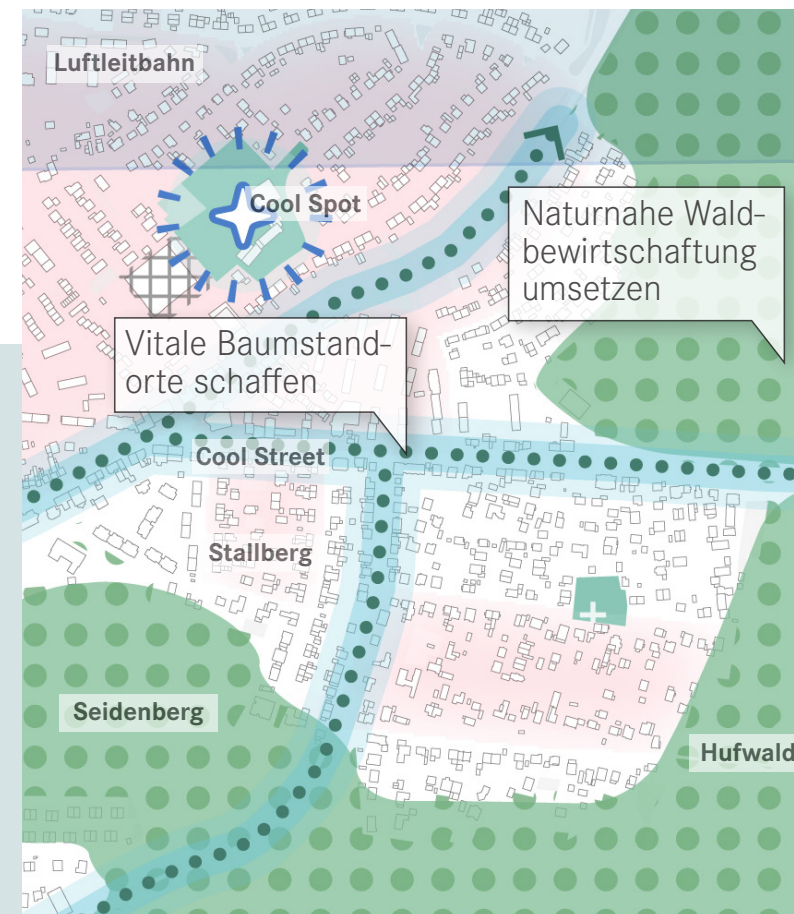 Luftleitbahn
Cool Spot
Naturnahe Wald-
bewirtschaftung
umsetzen
Vitale Baumstand-
orte schaffen
Cool Street
Stallberg
Seidenberg
Hufwald